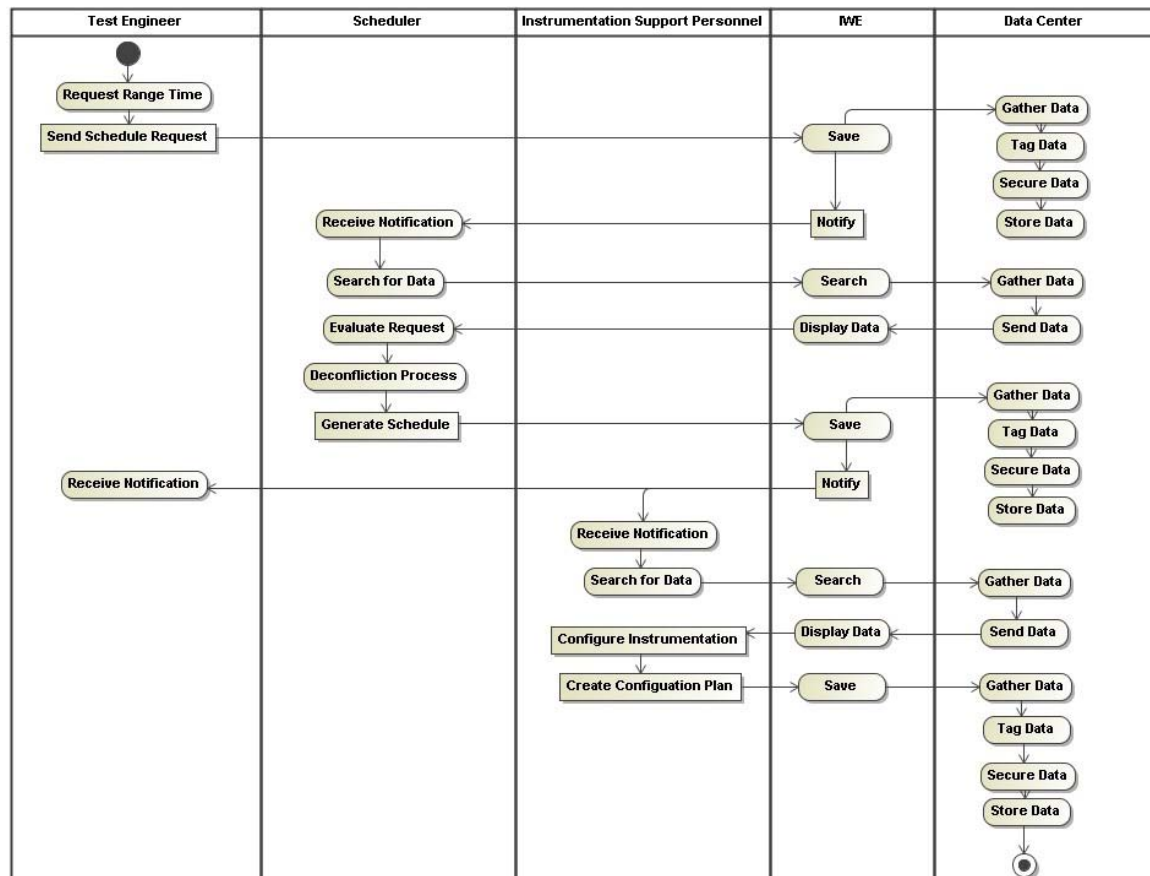 Test Engineer
Scheduler
Instrumentation Support Personnel
IWE
Data Center
Request Range Time
Send Schedule Request
Save
Gather Data
Tag Data
Secure Data
Store Data
Notify
Receive Notification
Search for Data
Search
Gather Data
Send Data
Display Data
Evaluate Request
Deconfliction Process
Generate Schedule
Save
Gather Data
Tag Data
Secure Data
Store Data
Notify
Receive Notification
Receive Notification
Search for Data
Search
Gather Data
Send Data
Display Data
Configure Instrumentation
Create Configuation Plan
Save
Gather Data
Tag Data
Secure Data
Store Data